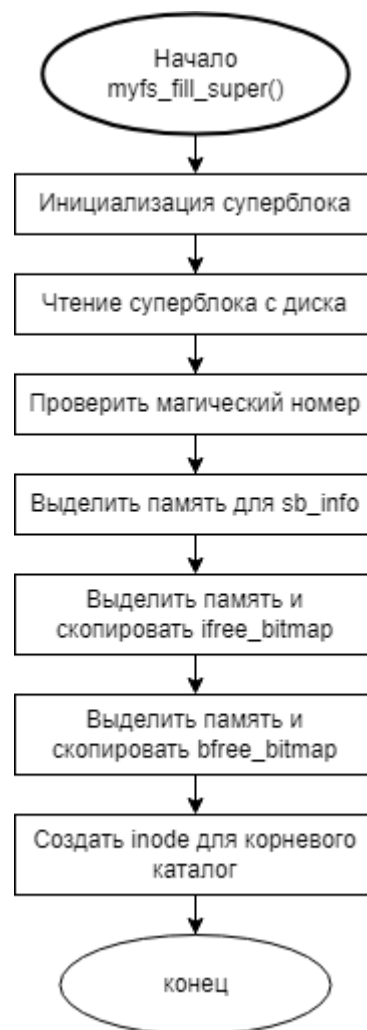 Начало
myfs_fill_super()
Инициализация суперблока
Чтение суперблока с диска
Проверить магический номер
Выделить память для sb_info
Выделить память и
скопировать ifree_bitmap
Выделить память и
скопировать bfree_bitmap
Создать inode для корневого
каталог
конец